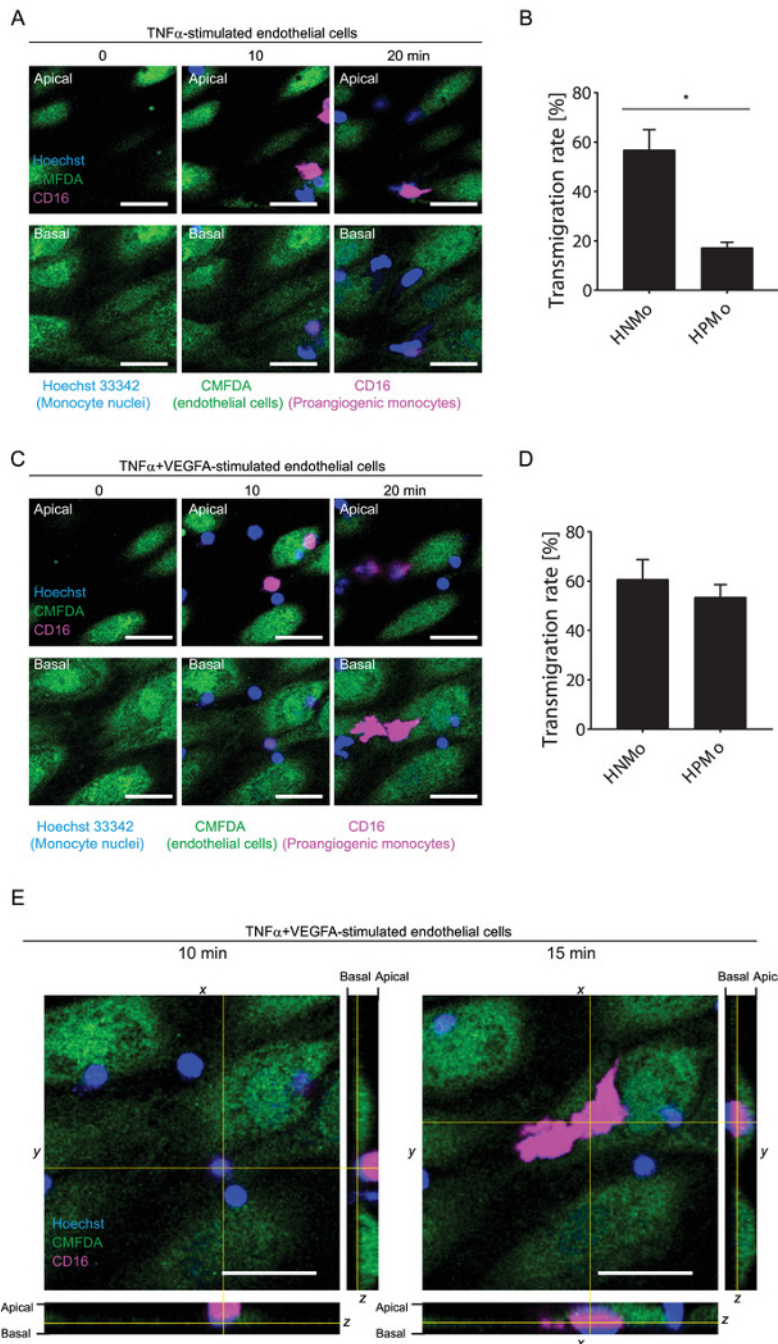 A
TNFα-stimulated endothelial cells
0 10 20 min
Apical Apical Apical
Hoechst
CMFDA
CD16
Basal Basal Basal
Hoechst 33342 CMFDA CD16
(Monocyte nuclei) (endothelial cells) (Proangiogenic monocytes)
B
Transmigration rate [%]
80
60
40
20
0
*
HNMo HPMo
C
TNFα+VEGFA-stimulated endothelial cells
0 10 20 min
Apical Apical Apical
Hoechst
CMFDA
CD16
Basal Basal Basal
Hoechst 33342 CMFDA CD16
(Monocyte nuclei) (endothelial cells) (Proangiogenic monocytes)
D
Transmigration rate [%]
80
60
40
20
0
HNMo HPMo
E
TNFα+VEGFA-stimulated endothelial cells
10 min 15 min
x Basal Apical x Basal Apica
y y
Hoechst
CMFDA
CD16
z z
Apical z Apical z
Basal Basal
x